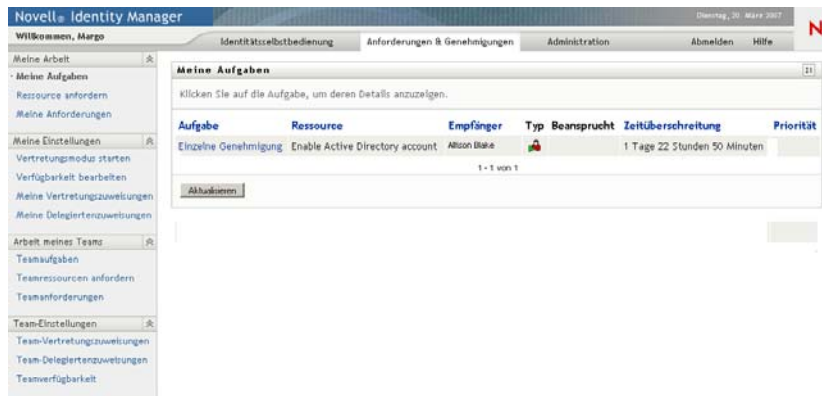 Novell® Identity Manager
Dienstag, 20. März 2007
N
Willkommen, Margo
Identitätsselbstbedienung
Anforderungen & Genehmigungen
Administration
Abmelden
Hilfe
Meine Arbeit
Meine Aufgaben
Ressource anfordern
Meine Anforderungen
Meine Einstellungen
Vertretungsmodus starten
Verfügbarkeit bearbeiten
Meine Vertretungszuweisungen
Meine Delegiertenzuweisungen
Arbeit meines Teams
Teamaufgaben
Teamressourcen anfordern
Teamanforderungen
Team-Einstellungen
Team-Vertretungszuweisungen
Team-Delegiertenzuweisungen
Teamverfügbarkeit
Meine Aufgaben
Klicken Sie auf die Aufgabe, um deren Details anzuzeigen.
Aufgabe Ressource Empfänger Typ Beansprucht Zeitüberschreitung Priorität
Einzelne Genehmigung Enable Active Directory account Allison Blake 1 Tage 22 Stunden 50 Minuten
1 - 1 von 1
Aktualisieren